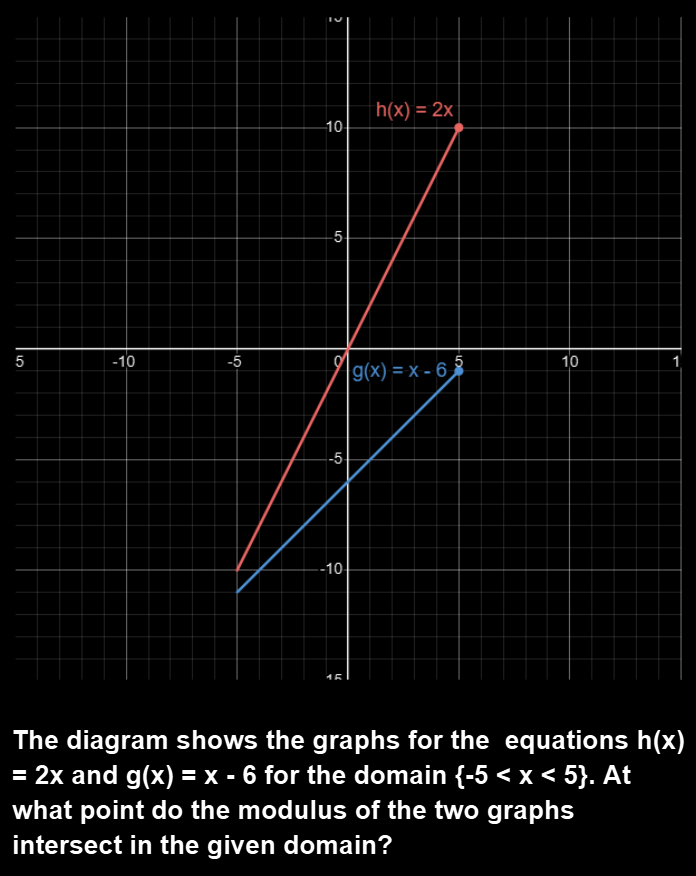 15
h(x) = 2x
10
5
5 -10 -5 0 5 10 1
g(x) = x - 6
-5
-10
15
The diagram shows the graphs for the equations h(x)
= 2x and g(x) = x - 6 for the domain {-5 < x < 5}. At
what point do the modulus of the two graphs
intersect in the given domain?